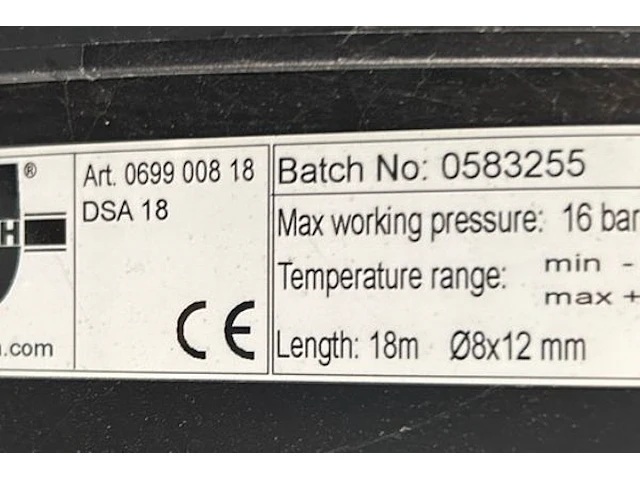 ®
H
.com
Art. 0699 008 18
DSA 18
CE
Batch No: 0583255
Max working pressure: 16 bar
Temperature range: min -
max +
Length: 18m Ø8x12 mm